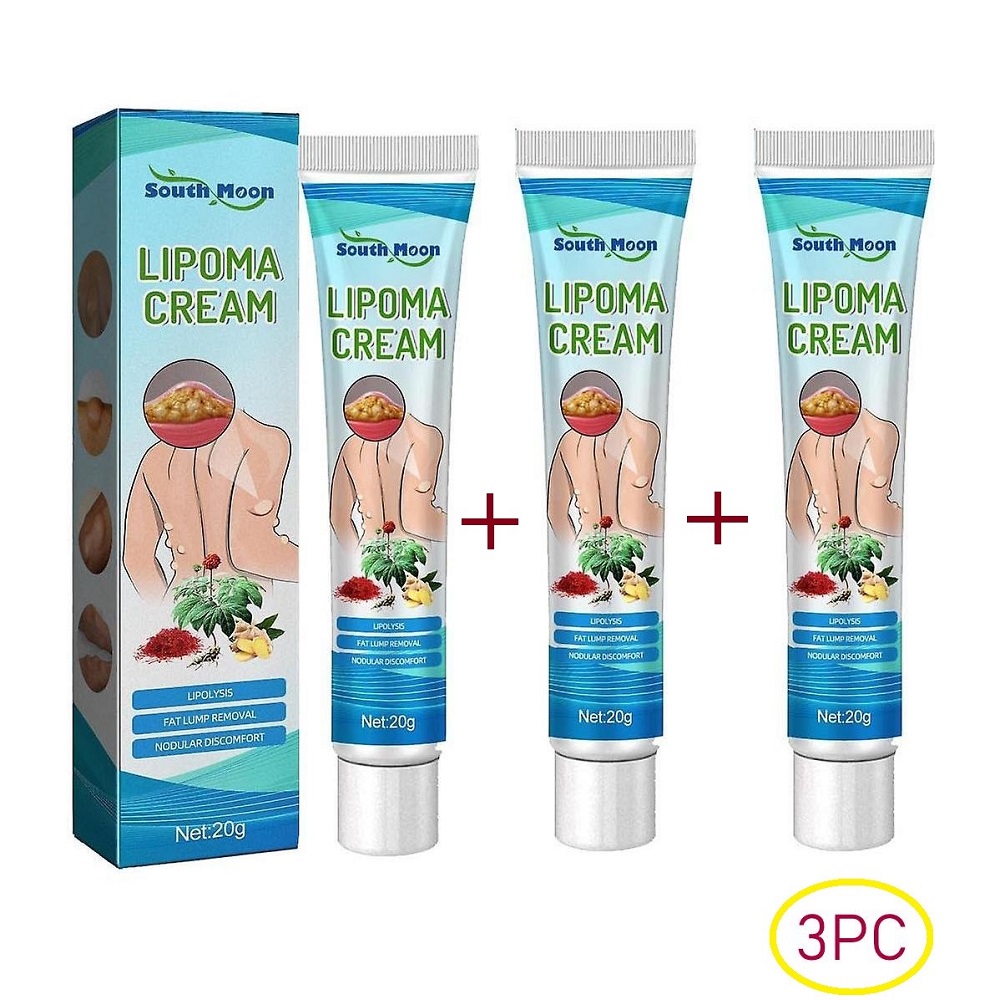 South Moon
LIPOMA
CREAM
LIPOLYSIS
FAT LUMP REMOVAL
NODULAR DISCOMFORT
Net:20g
South Moon
LIPOMA
CREAM
LIPOLYSIS
FAT LUMP REMOVAL
NODULAR DISCOMFORT
Net:20g
+
South Moon
LIPOMA
CREAM
LIPOLYSIS
FAT LUMP REMOVAL
NODULAR DISCOMFORT
Net:20g
+
South Moon
LIPOMA
CREAM
LIPOLYSIS
FAT LUMP REMOVAL
NODULAR DISCOMFORT
Net:20g
3PC